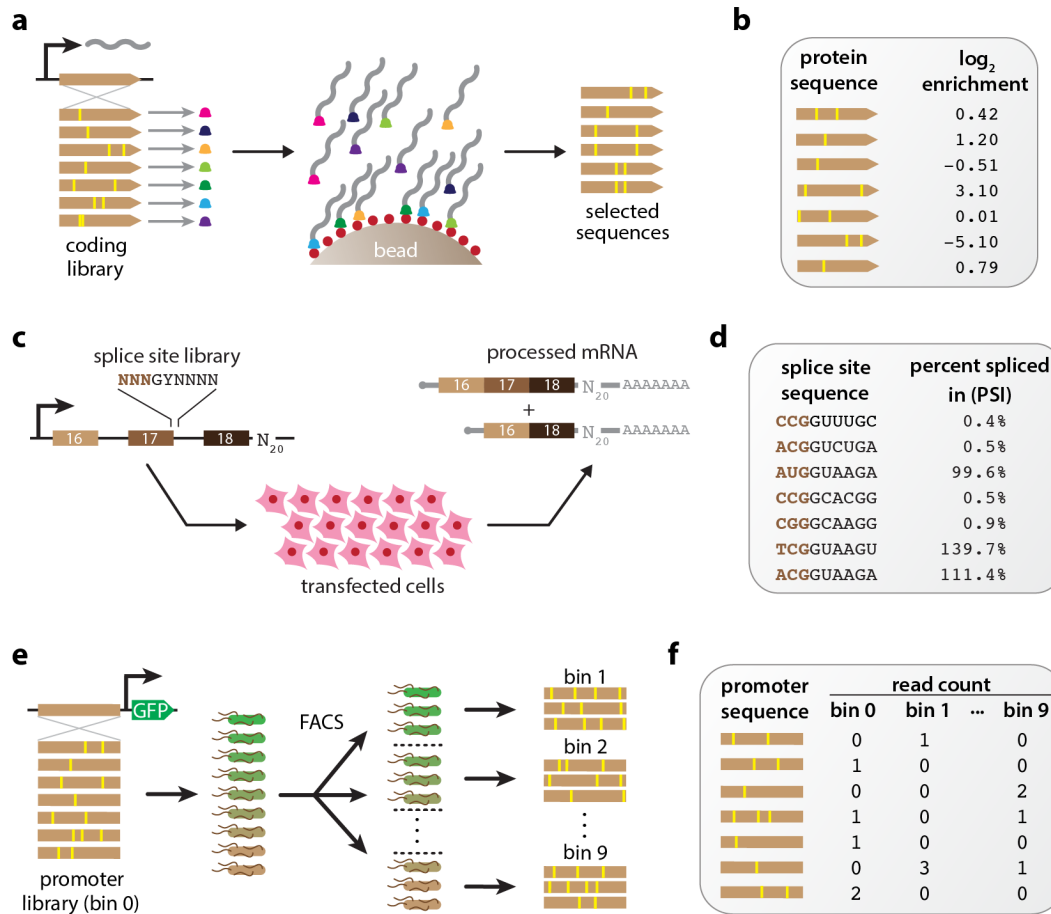 a
coding
library
bead
selected
sequences
b
protein
sequence
log2
enrichment
0.42
1.20
-0.51
3.10
0.01
-5.10
0.79
c
splice site library
NNNGYNNNN
16
17
18
N20
transfected cells
processed mRNA
16 17 18 N20 AAAAAAA
+
16 18 N20 AAAAAAA
d
splice site
sequence
percent spliced
in (PSI)
CCGGUUUGC 0.4%
ACGGUCUGA 0.5%
AUGGUAAGA 99.6%
CCGGCACGG 0.5%
CGGGCAAGG 0.9%
TCGGUAAGU 139.7%
ACGGUAAGA 111.4%
e
GFP
promoter
library (bin 0)
FACS
bin 1
bin 2
bin 9
f
promoter
sequence
read count
bin 0 bin 1 ... bin 9
0 1 0
1 0 0
0 0 2
1 0 1
1 0 0
0 3 1
2 0 0